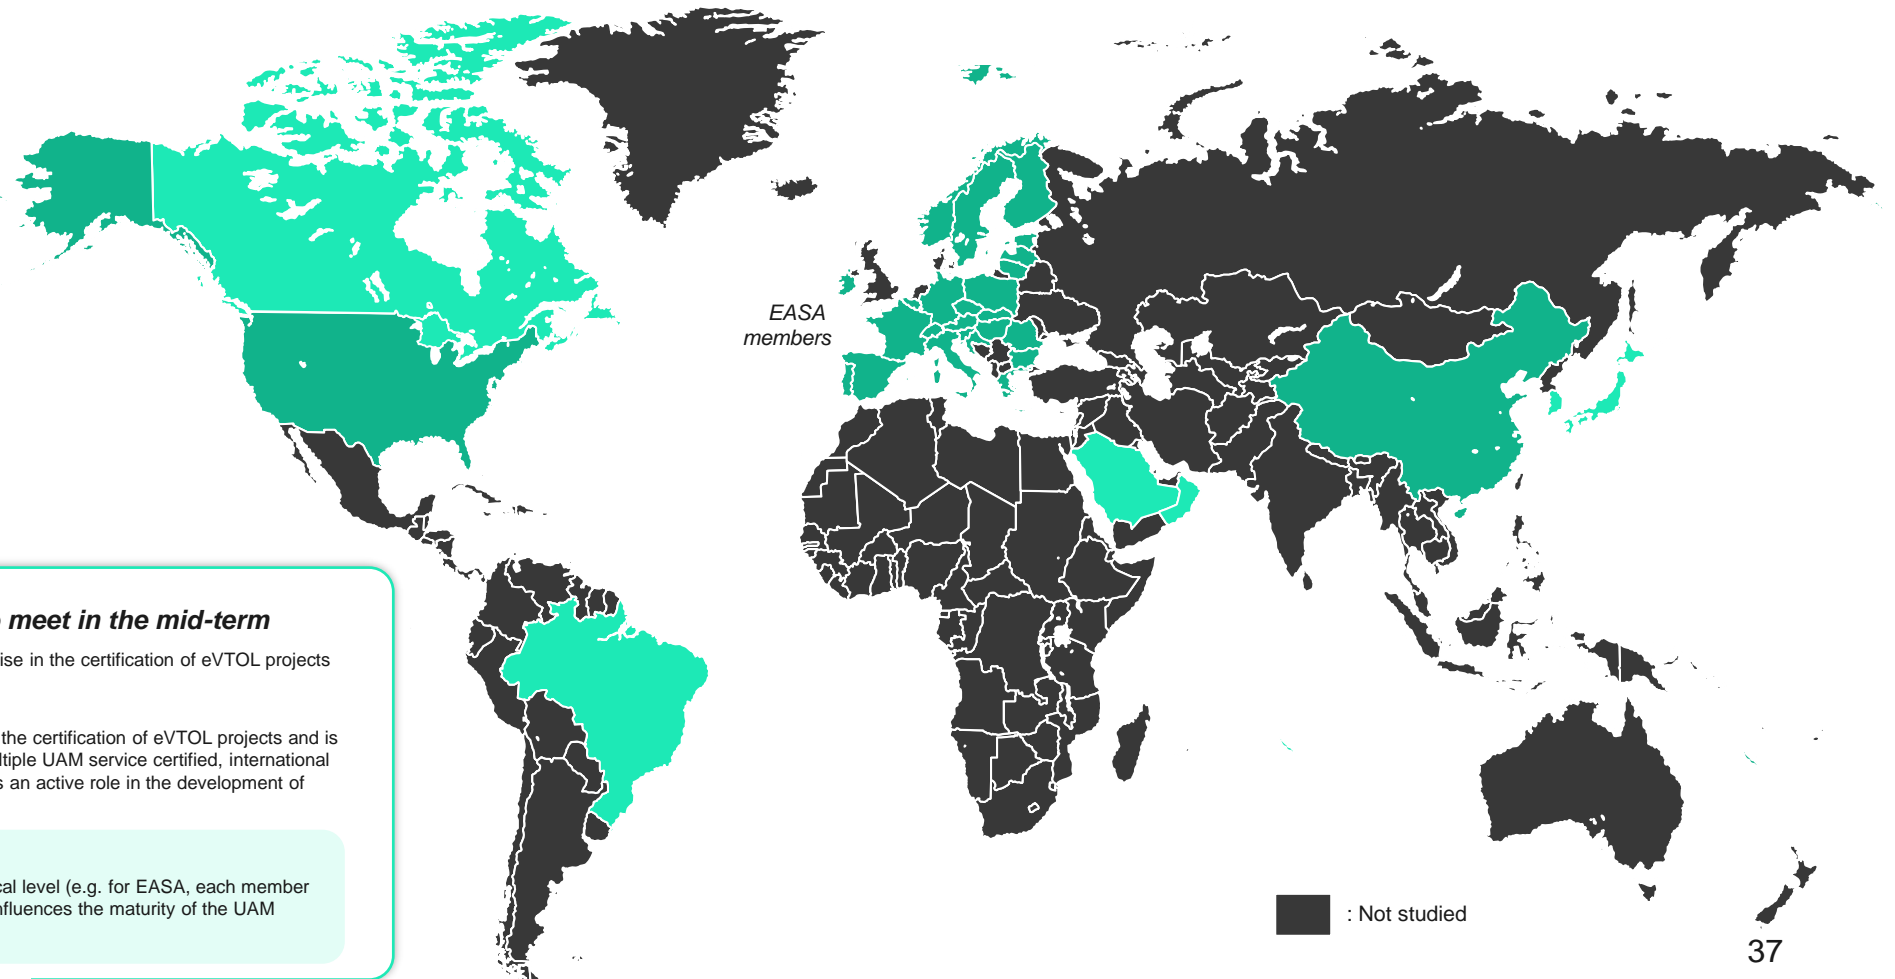 EASA
members
meet in the mid-term
ise in the certification of eVTOL projects
the certification of eVTOL projects and is
ltiple UAM service certified, international
s an active role in the development of
cal level (e.g. for EASA, each member
nfluences the maturity of the UAM
: Not studied
37